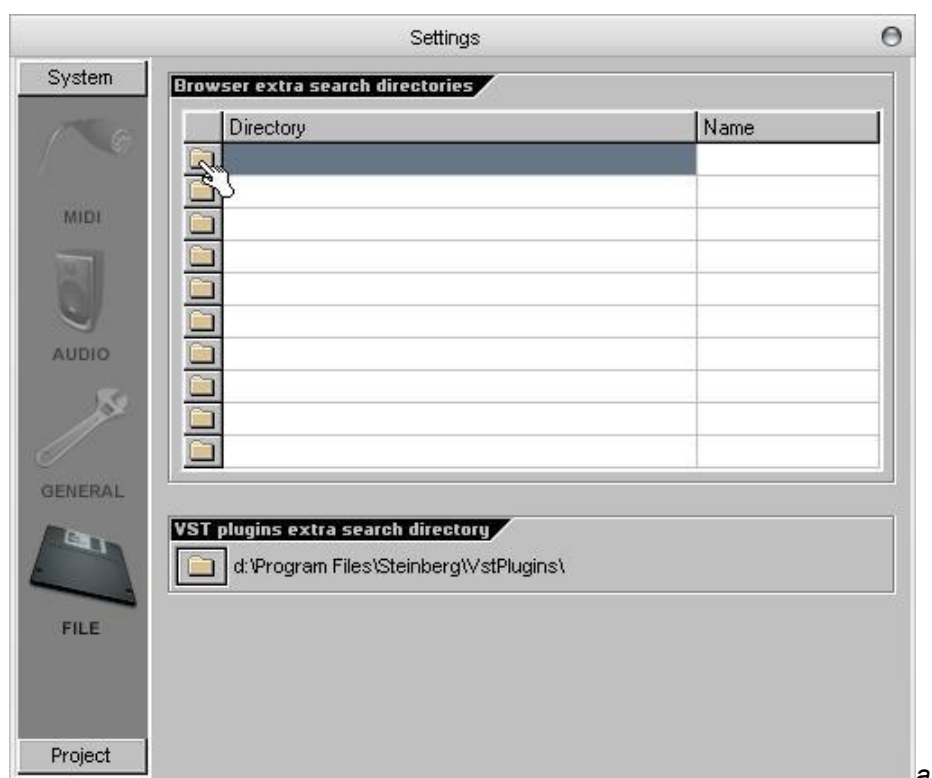 Settings
System
Browser extra search directories
Directory Name
MIDI
AUDIO
GENERAL
VST plugins extra search directory
d:\Program Files\Steinberg\VstPlugins\
FILE
Project
a